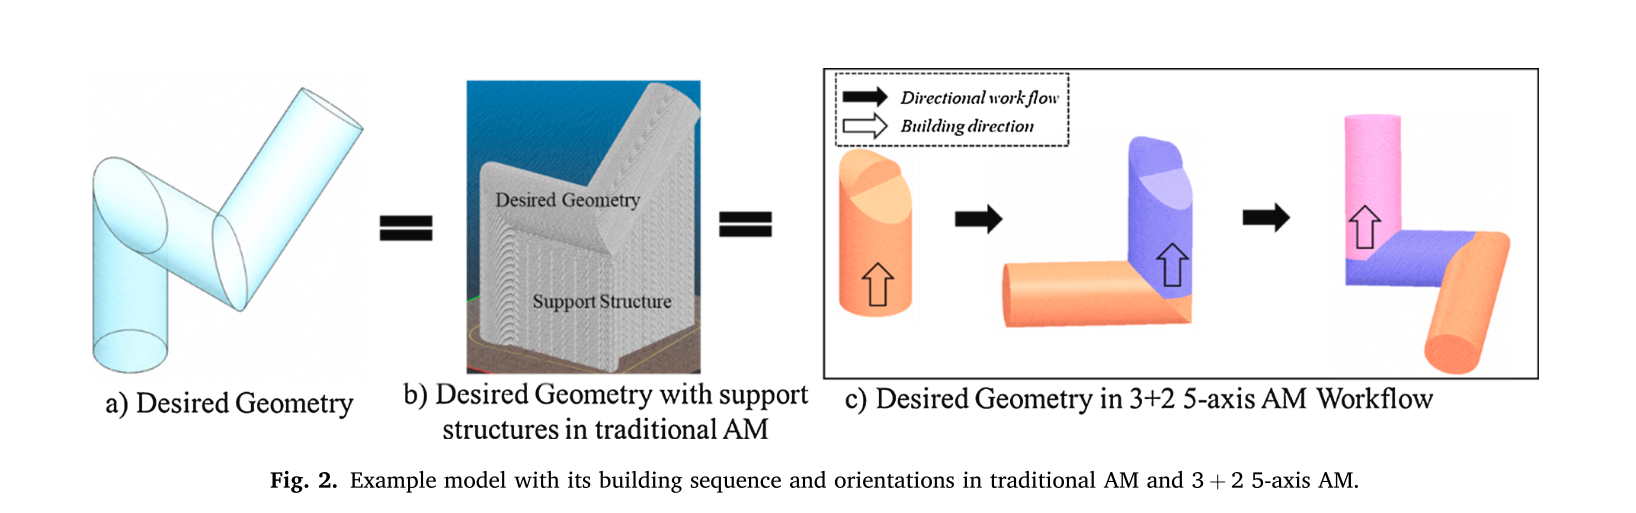 Directional workflow
Building direction
Desired Geometry
Support Structure
a) Desired Geometry
b) Desired Geometry with support
structures in traditional AM
c) Desired Geometry in 3+2 5-axis AM Workflow
Fig. 2. Example model with its building sequence and orientations in traditional AM and 3 + 2 5-axis AM.